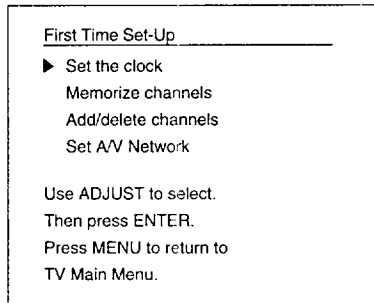 First Time Set-Up
Set the clock
Memorize channels
Add/delete channels
Set A/V Network
Use ADJUST to select.
Then press ENTER.
Press MENU to return to
TV Main Menu.